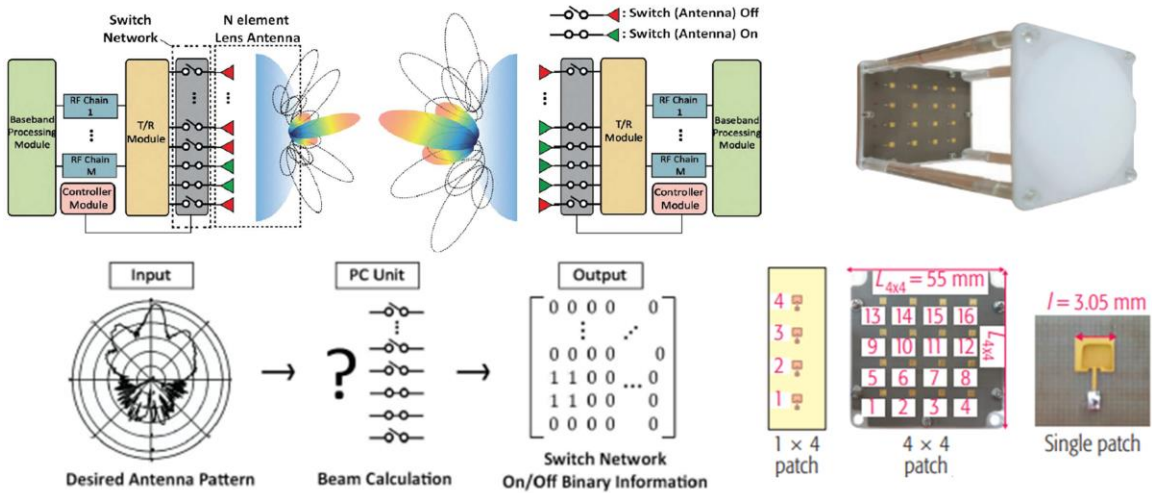 Switch
Network
N element
Lens Antenna
: Switch (Antenna) Off
: Switch (Antenna) On
Baseband
Processing
Module
RF Chain
1
RF Chain
M
Controller
Module
T/R
Module
T/R
Module
RF Chain
1
RF Chain
M
Controller
Module
Baseband
Processing
Module
Input
PC Unit
Output
?
0 0 0 0 0
0 0 0 0 0
1 1 0 0 ... 0
1 1 0 0 0
0 0 0 0 0
Desired Antenna Pattern
Beam Calculation
Switch Network
On/Off Binary Information
4
3
2
1
1 × 4
patch
L4x4 = 55 mm
L4x4
13 14 15 16
9 10 11 12
5 6 7 8
1 2 3 4
4 × 4
patch
l = 3.05 mm
Single patch